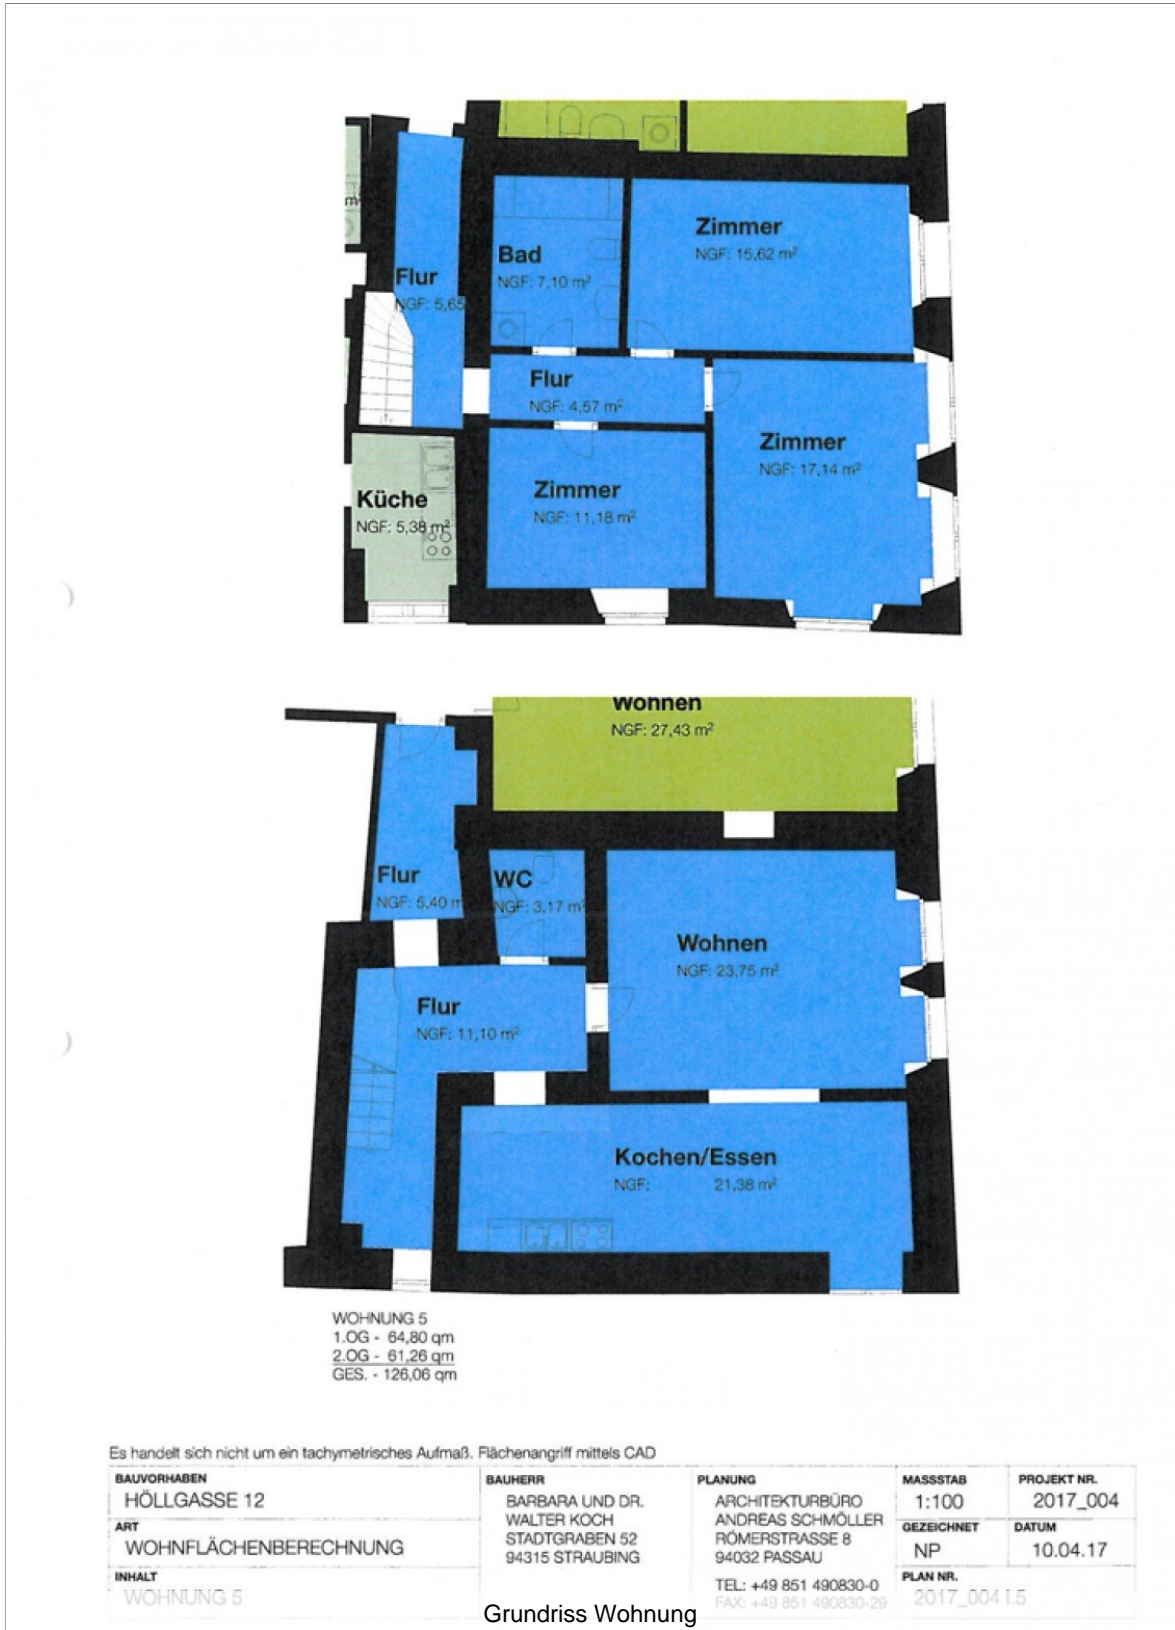 m²
Zimmer
NGF: 15,62 m²
Bad
NGF: 7,10 m²
Flur
NGF: 5,65
Flur
NGF: 4,57 m²
Zimmer
NGF: 17,14 m²
Zimmer
NGF: 11,18 m²
Küche
NGF: 5,38 m²
Wohnen
NGF: 27,43 m²
Flur
NGF: 5,40 m
WC
NGF: 3,17 m²
Wohnen
NGF: 23,75 m²
Flur
NGF: 11,10 m²
Kochen/Essen
NGF: 21,38 m²
WOHNUNG 5
1.OG - 64,80 qm
2.OG - 61,26 qm
GES. - 126,06 qm
Es handelt sich nicht um ein tachymetrisches Aufmaß. Flächenangriff mittels CAD
BAUVORHABEN
HÖLLGASSE 12
ART
WOHNFLÄCHENBERECHNUNG
INHALT
WOHNUNG 5
BAUHERR
BARBARA UND DR.
WALTER KOCH
STADTGRABEN 52
94315 STRAUBING
PLANUNG
ARCHITEKTURBÜRO
ANDREAS SCHMÖLLER
RÖMERSTRASSE 8
94032 PASSAU
TEL: +49 851 490830-0
FAX: +49 851 490830-29
MASSSTAB
1:100
PROJEKT NR.
2017_004
GEZEICHNET
NP
DATUM
10.04.17
PLAN NR.
2017_004 I.5
Grundriss Wohnung